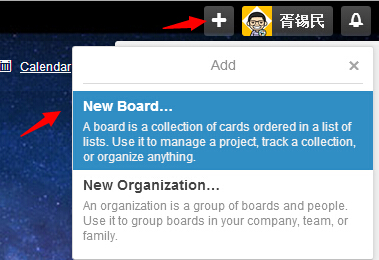 胥锡民
Calendar
Add
New Board…
A board is a collection of cards ordered in a list of
lists. Use it to manage a project, track a collection,
or organize anything.
New Organization…
An organization is a group of boards and people.
Use it to group boards in your company, team, or
family.